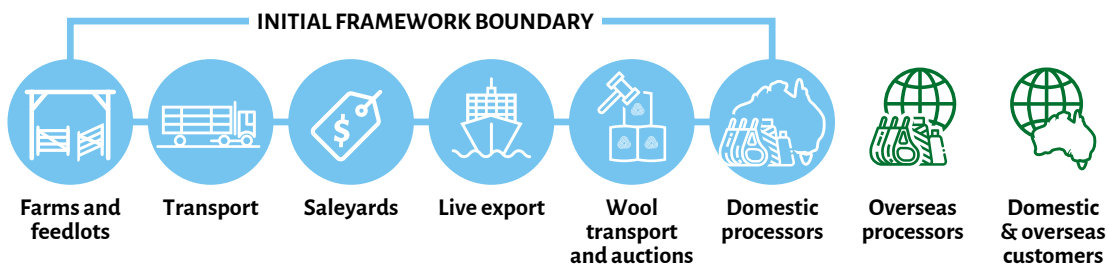 INITIAL FRAMEWORK BOUNDARY
$
Farms and
feedlots
Transport
Saleyards
Live export
Wool
transport
and auctions
Domestic
processors
Overseas
processors
Domestic
& overseas
customers